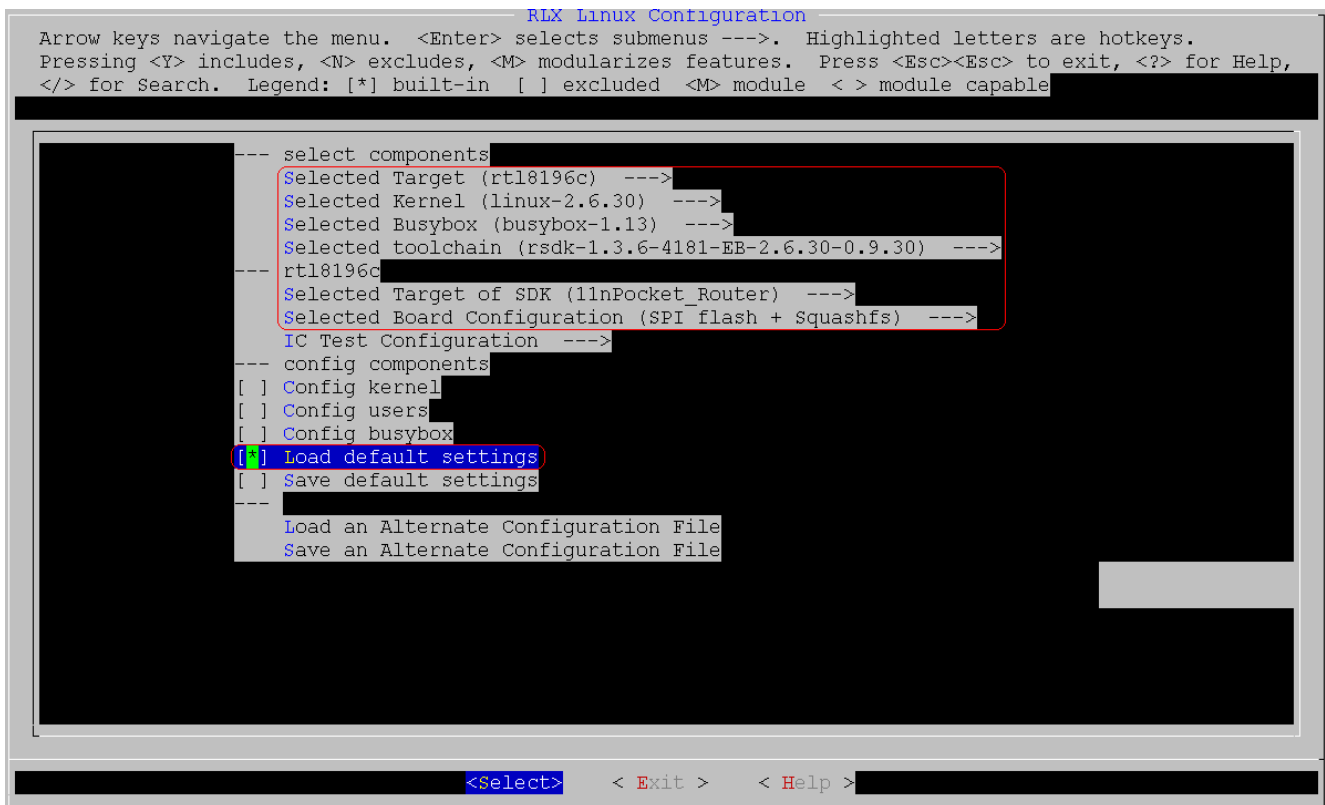 RLX Linux Configuration
Arrow keys navigate the menu.  <Enter> selects submenus --->.  Highlighted letters are hotkeys.
Pressing <Y> includes, <N> excludes, <M> modularizes features.  Press <Esc><Esc> to exit, <?> for Help,
</> for Search.  Legend: [*] built-in  [ ] excluded  <M> module  < > module capable
--- select components
Selected Target (rtl8196c)  --->
Selected Kernel (linux-2.6.30)  --->
Selected Busybox (busybox-1.13)  --->
Selected toolchain (rsdk-1.3.6-4181-EB-2.6.30-0.9.30)  --->
--- rtl8196c
Selected Target of SDK (11nPocket_Router)  --->
Selected Board Configuration (SPI flash + Squashfs)  --->
IC Test Configuration  --->
--- config components
[ ] Config kernel
[ ] Config users
[ ] Config busybox
[*] Load default settings
[ ] Save default settings
---
Load an Alternate Configuration File
Save an Alternate Configuration File
<Select>    < Exit >    < Help >